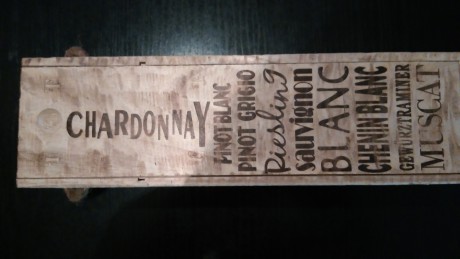 CHARDONNAY
PINOT BLANC
PINOT GRIGIO
Riesling
Sauvignon
BLANC
CHENIN BLANC
GEWÜRZTRAMINER
MUSCAT